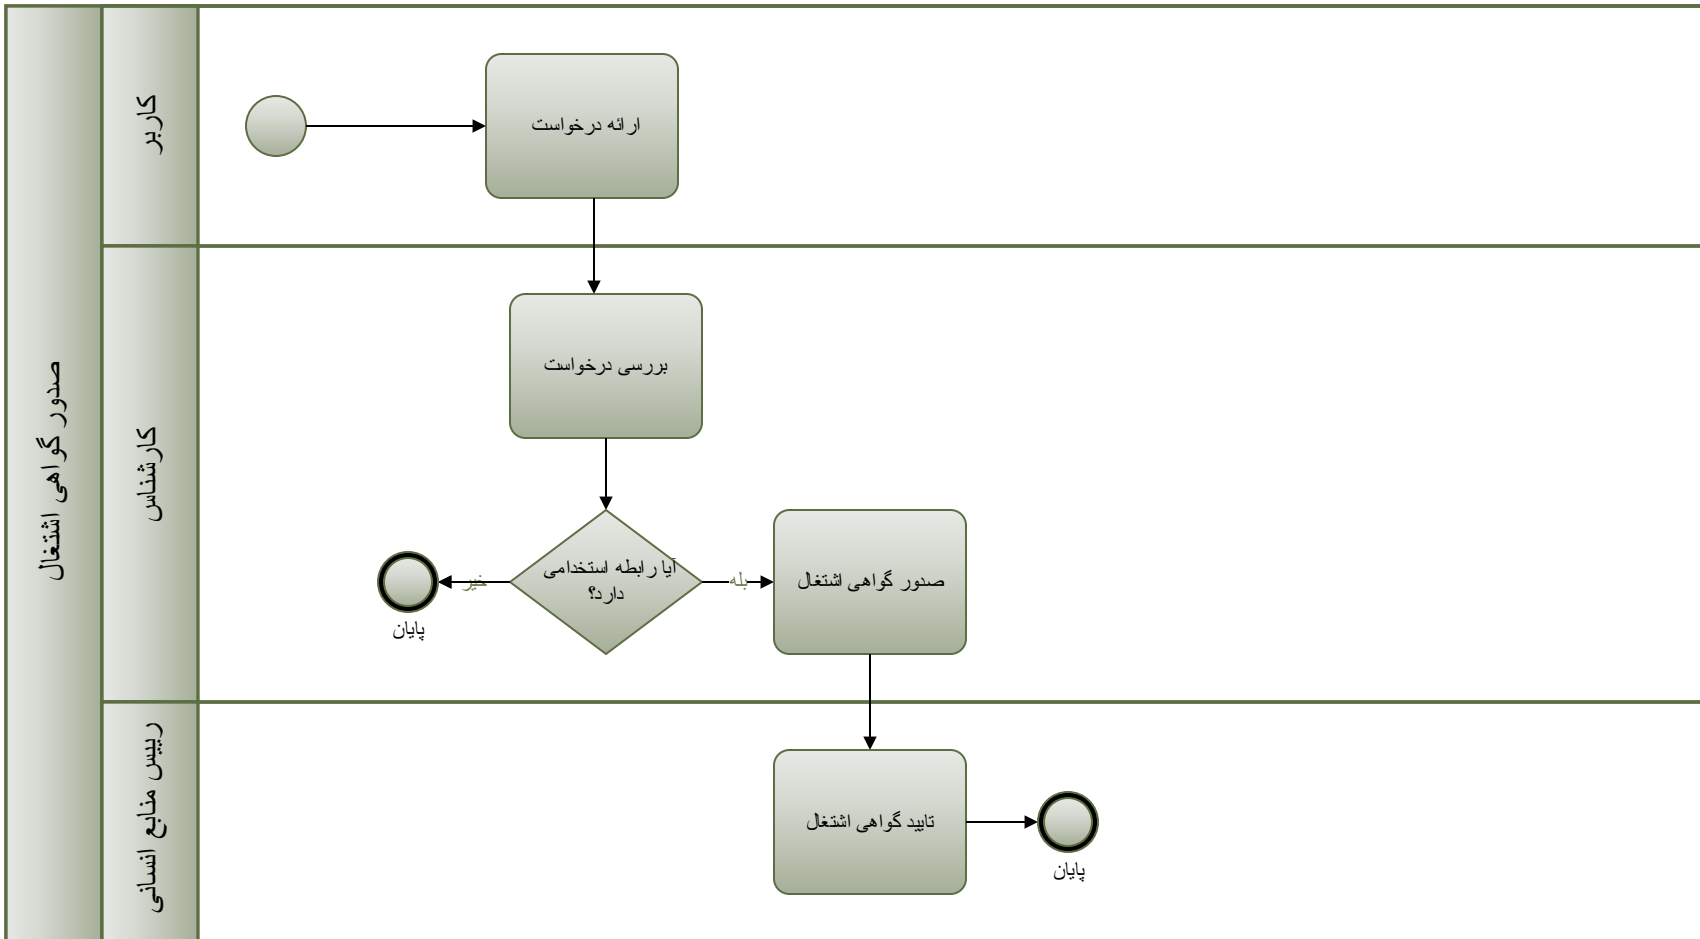 صدور گواهی اشتغال
کاربر
ارائه درخواست
کارشناس
بررسی درخواست
آیا رابطه استخدامی
دارد؟
خیر
بله
پایان
صدور گواهی اشتغال
رییس منابع انسانی
تایید گواهی اشتغال
پایان